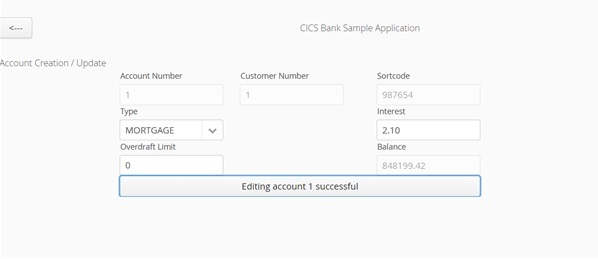 <---
CICS Bank Sample Application
Account Creation / Update
Account Number Customer Number Sortcode
1 1 987654
Type Interest
MORTGAGE 2.10
Overdraft Limit Balance
0 848199.42
Editing account 1 successful